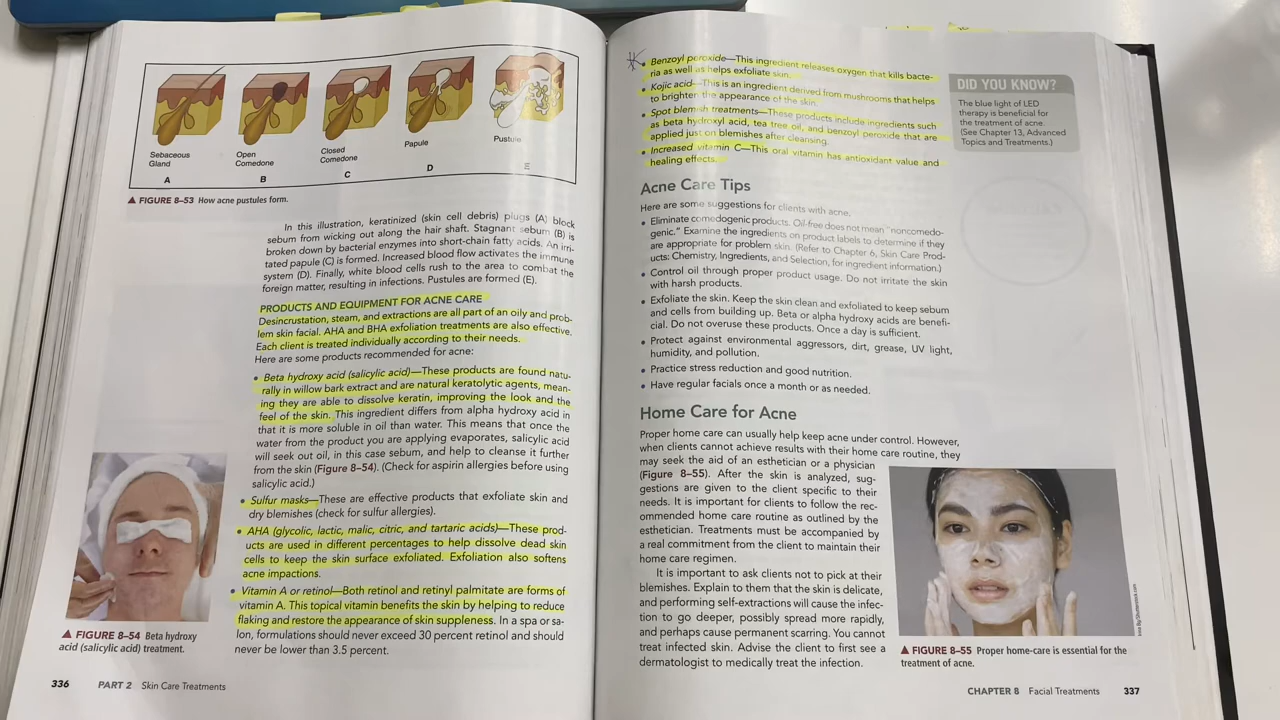 Sebaceous
Gland
A
Open
Comedone
B
Closed
Comedone
C
Papule
D
Pustule
E
▲ FIGURE 8–53 How acne pustules form.
In this illustration, keratinized (skin cell debris) plugs (A) block
sebum from wicking out along the hair shaft. Stagnant sebum (B) is
broken down by bacterial enzymes into short-chain fatty acids. An irri-
tated papule (C) is formed. Increased blood flow activates the immune
system (D). Finally, white blood cells rush to the area to combat the
foreign matter, resulting in infections. Pustules are formed (E).
PRODUCTS AND EQUIPMENT FOR ACNE CARE
Desincrustation, steam, and extractions are all part of an oily and prob-
lem skin facial. AHA and BHA exfoliation treatments are also effective.
Each client is treated individually according to their needs.
Here are some products recommended for acne:
• Beta hydroxy acid (salicylic acid)—These products are found natu-
rally in willow bark extract and are natural keratolytic agents, mean-
ing they are able to dissolve keratin, improving the look and the
feel of the skin. This ingredient differs from alpha hydroxy acid in
that it is more soluble in oil than water. This means that once the
water from the product you are applying evaporates, salicylic acid
will seek out oil, in this case sebum, and help to cleanse it further
from the skin (Figure 8–54). (Check for aspirin allergies before using
salicylic acid.)
• Sulfur masks—These are effective products that exfoliate skin and
dry blemishes (check for sulfur allergies).
• AHA (glycolic, lactic, malic, citric, and tartaric acids)—These prod-
ucts are used in different percentages to help dissolve dead skin
cells to keep the skin surface exfoliated. Exfoliation also softens
acne impactions.
• Vitamin A or retinol—Both retinol and retinyl palmitate are forms of
vitamin A. This topical vitamin benefits the skin by helping to reduce
flaking and restore the appearance of skin suppleness. In a spa or sa-
lon, formulations should never exceed 30 percent retinol and should
never be lower than 3.5 percent.
▲ FIGURE 8–54 Beta hydroxy
acid (salicylic acid) treatment.
336 PART 2 Skin Care Treatments
• Benzoyl peroxide—This ingredient releases oxygen that kills bacte-
ria as well as helps exfoliate skin.
• Kojic acid—This is an ingredient derived from mushrooms that helps
to brighten the appearance of the skin.
• Spot blemish treatments—These products include ingredients such
as beta hydroxyl acid, tea tree oil, and benzoyl peroxide that are
applied just on blemishes after cleansing.
• Increased vitamin C—This oral vitamin has antioxidant value and
healing effects.
DID YOU KNOW?
The blue light of LED
therapy is beneficial for
the treatment of acne.
(See Chapter 13, Advanced
Topics and Treatments.)
Acne Care Tips
Here are some suggestions for clients with acne.
• Eliminate comedogenic products. Oil-free does not mean "noncomedo-
genic." Examine the ingredients on product labels to determine if they
are appropriate for problem skin. (Refer to Chapter 6, Skin Care Prod-
ucts: Chemistry, Ingredients, and Selection, for ingredient information.)
• Control oil through proper product usage. Do not irritate the skin
with harsh products.
• Exfoliate the skin. Keep the skin clean and exfoliated to keep sebum
and cells from building up. Beta or alpha hydroxy acids are benefi-
cial. Do not overuse these products. Once a day is sufficient.
• Protect against environmental aggressors, dirt, grease, UV light,
humidity, and pollution.
• Practice stress reduction and good nutrition.
• Have regular facials once a month or as needed.
Home Care for Acne
Proper home care can usually help keep acne under control. However,
when clients cannot achieve results with their home care routine, they
may seek the aid of an esthetician or a physician
(Figure 8–55). After the skin is analyzed, sug-
gestions are given to the client specific to their
needs. It is important for clients to follow the rec-
ommended home care routine as outlined by the
esthetician. Treatments must be accompanied by
a real commitment from the client to maintain their
home care regimen.
It is important to ask clients not to pick at their
blemishes. Explain to them that the skin is delicate,
and performing self-extractions will cause the infec-
tion to go deeper, possibly spread more rapidly,
and perhaps cause permanent scarring. You cannot
treat infected skin. Advise the client to first see a
dermatologist to medically treat the infection.
▲ FIGURE 8–55 Proper home-care is essential for the
treatment of acne.
CHAPTER 8 Facial Treatments 337